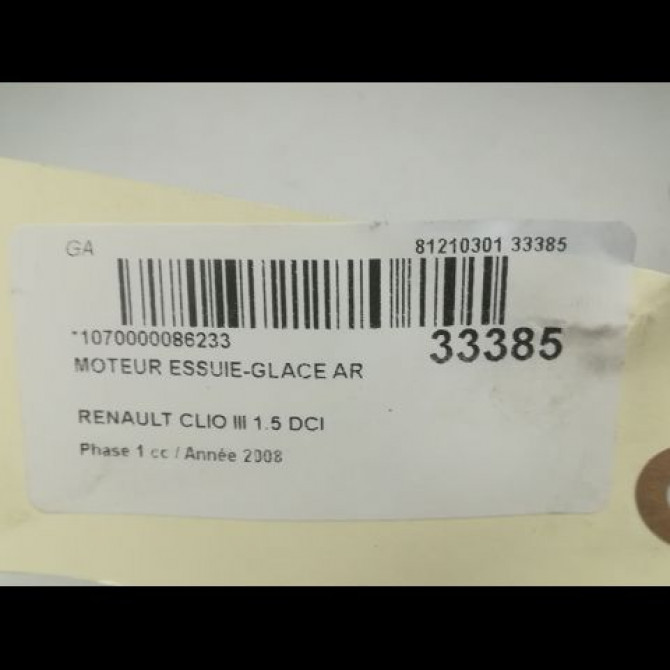 GA 81210301 33385
*1070000086233 33385
MOTEUR ESSUIE-GLACE AR
RENAULT CLIO III 1.5 DCI
Phase 1 cc / Année 2008